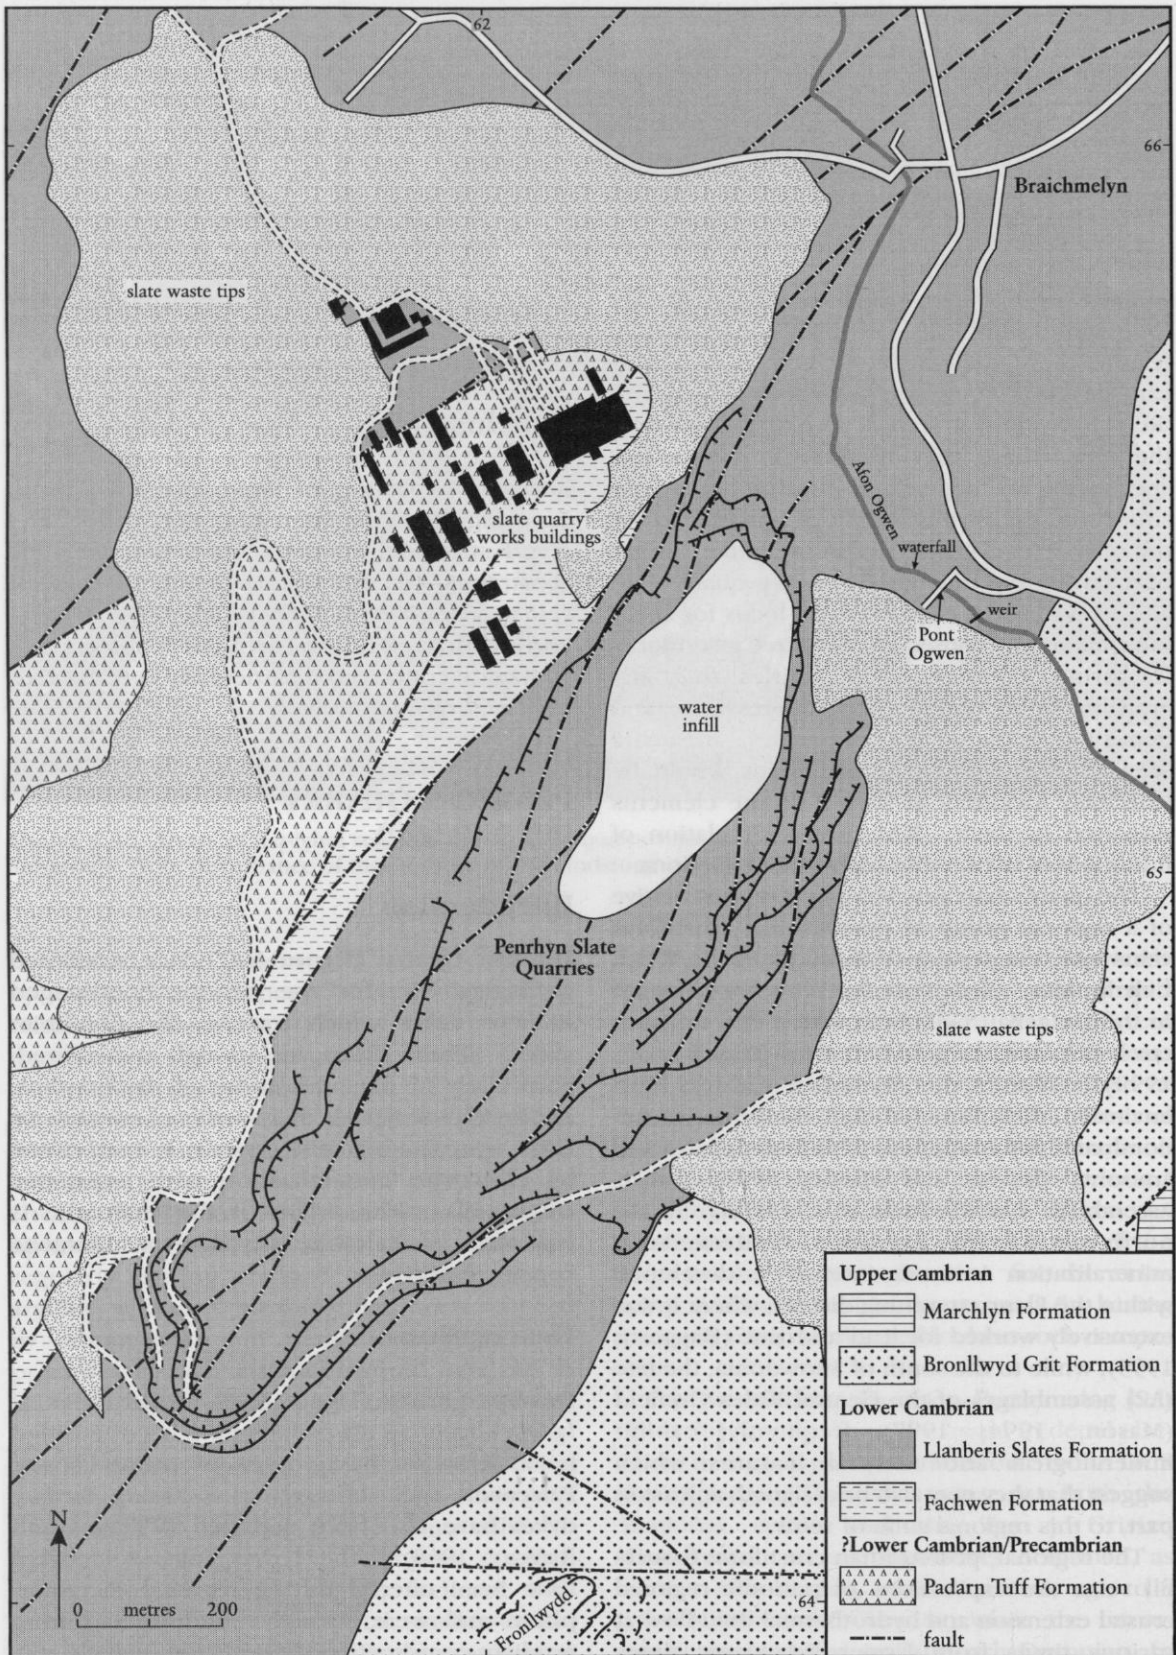 62
66
Braichmelyn
slate waste tips
Afon Ogwen
slate quarry
works buildings
waterfall
weir
Pont
Ogwen
water
infill
65
Penrhyn Slate
Quarries
slate waste tips
Upper Cambrian
Marchlyn Formation
Bronllwyd Grit Formation
Lower Cambrian
Llanberis Slates Formation
Fachwen Formation
?Lower Cambrian/Precambrian
Padarn Tuff Formation
fault
N
0 metres 200
64
Fronllwydd